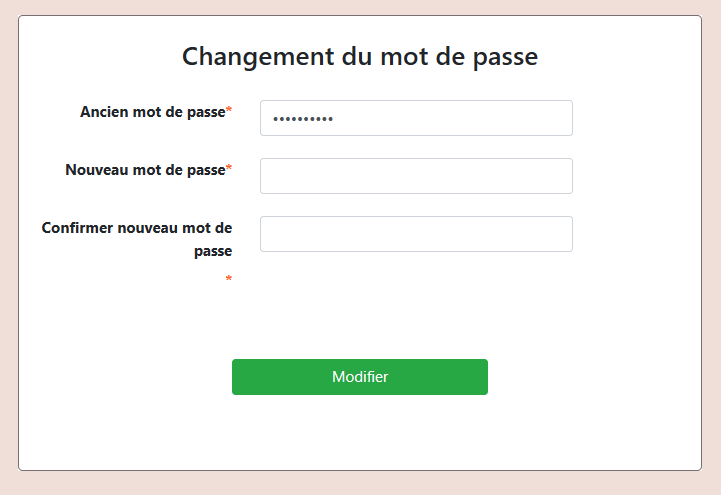 Changement du mot de passe
Ancien mot de passe*
••••••••••
Nouveau mot de passe*
Confirmer nouveau mot de
passe
*
Modifier